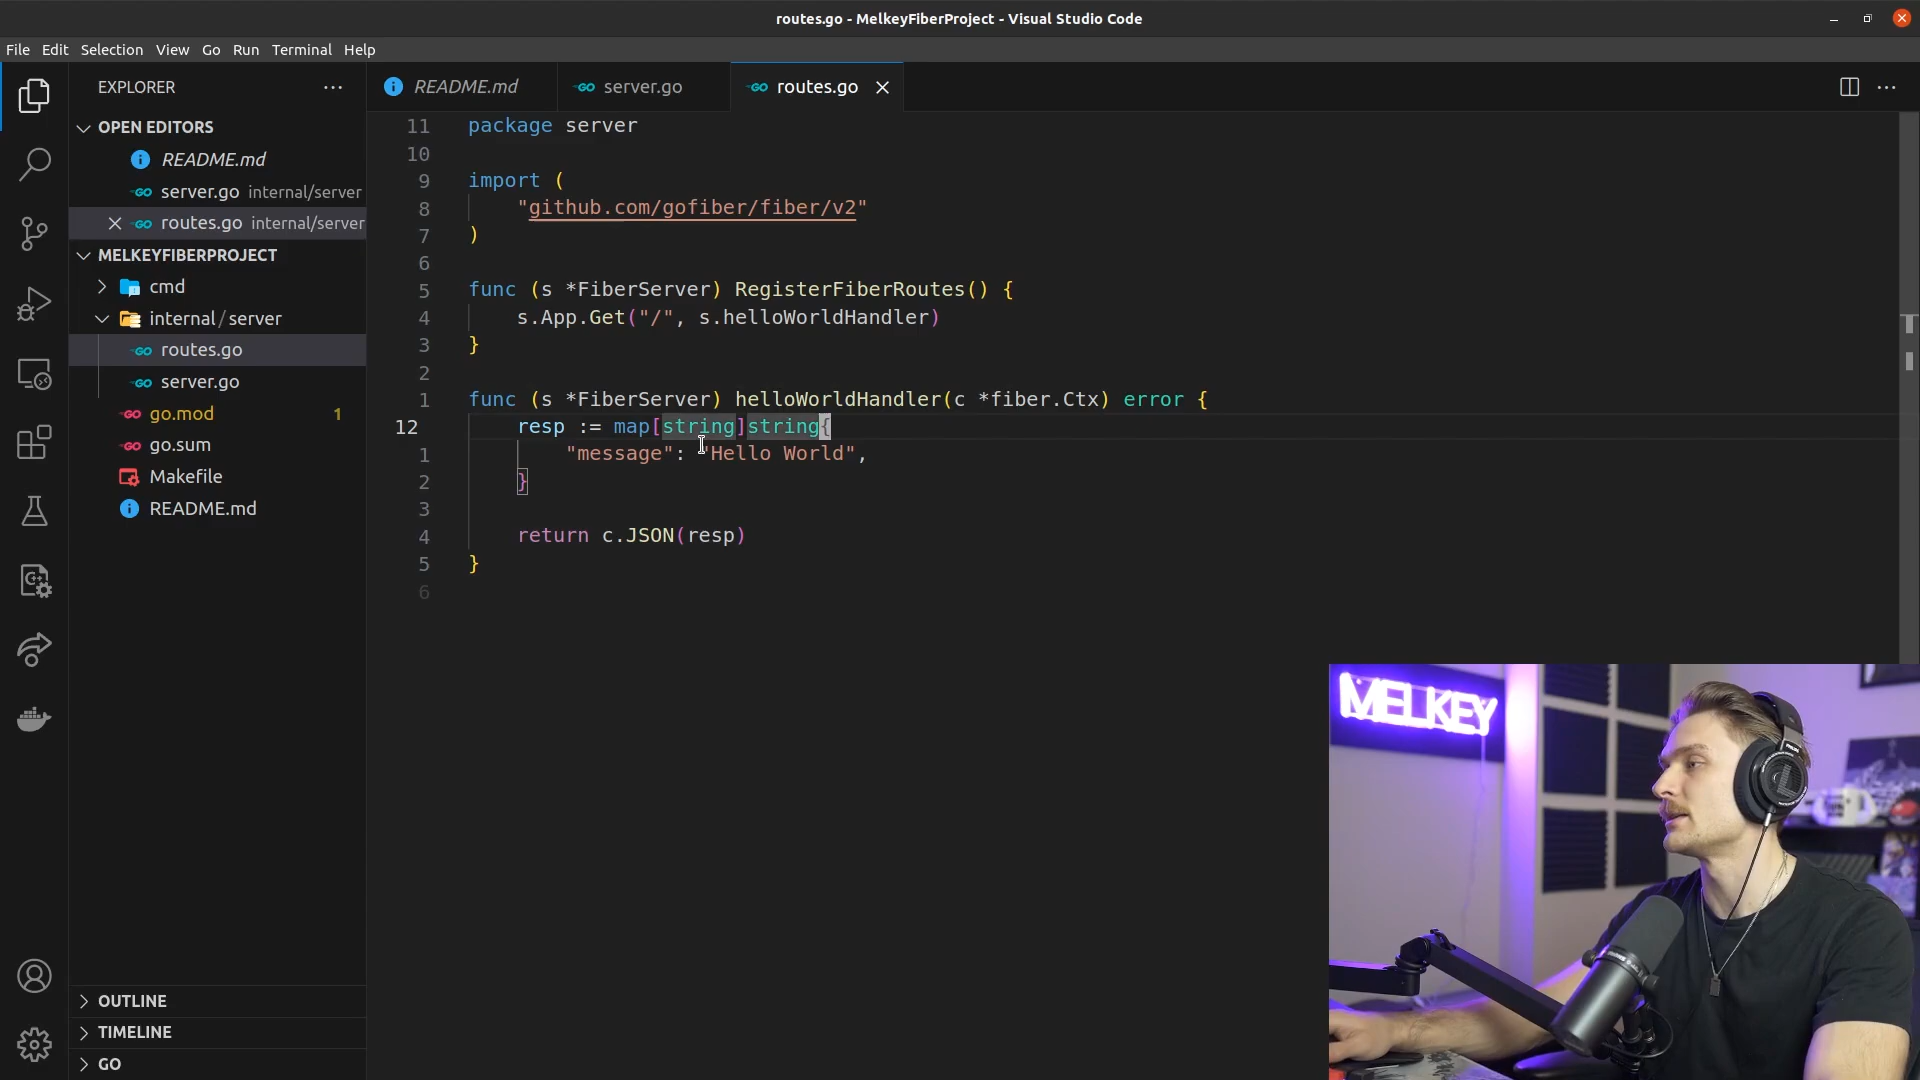 routes.go - MelkeyFiberProject - Visual Studio Code
File Edit Selection View Go Run Terminal Help
EXPLORER
OPEN EDITORS
README.md
server.go internal/server
routes.go internal/server
MELKEYFIBERPROJECT
cmd
internal / server
routes.go
server.go
go.mod 1
go.sum
Makefile
README.md
OUTLINE
TIMELINE
GO
README.md server.go routes.go
11 package server
10
9 import (
8 "github.com/gofiber/fiber/v2"
7 )
6
5 func (s *FiberServer) RegisterFiberRoutes() {
4 s.App.Get("/", s.helloWorldHandler)
3 }
2
1 func (s *FiberServer) helloWorldHandler(c *fiber.Ctx) error {
12 resp := map[string]string{
1 "message": "Hello World",
2 }
3
4 return c.JSON(resp)
5 }
6
MELKEY